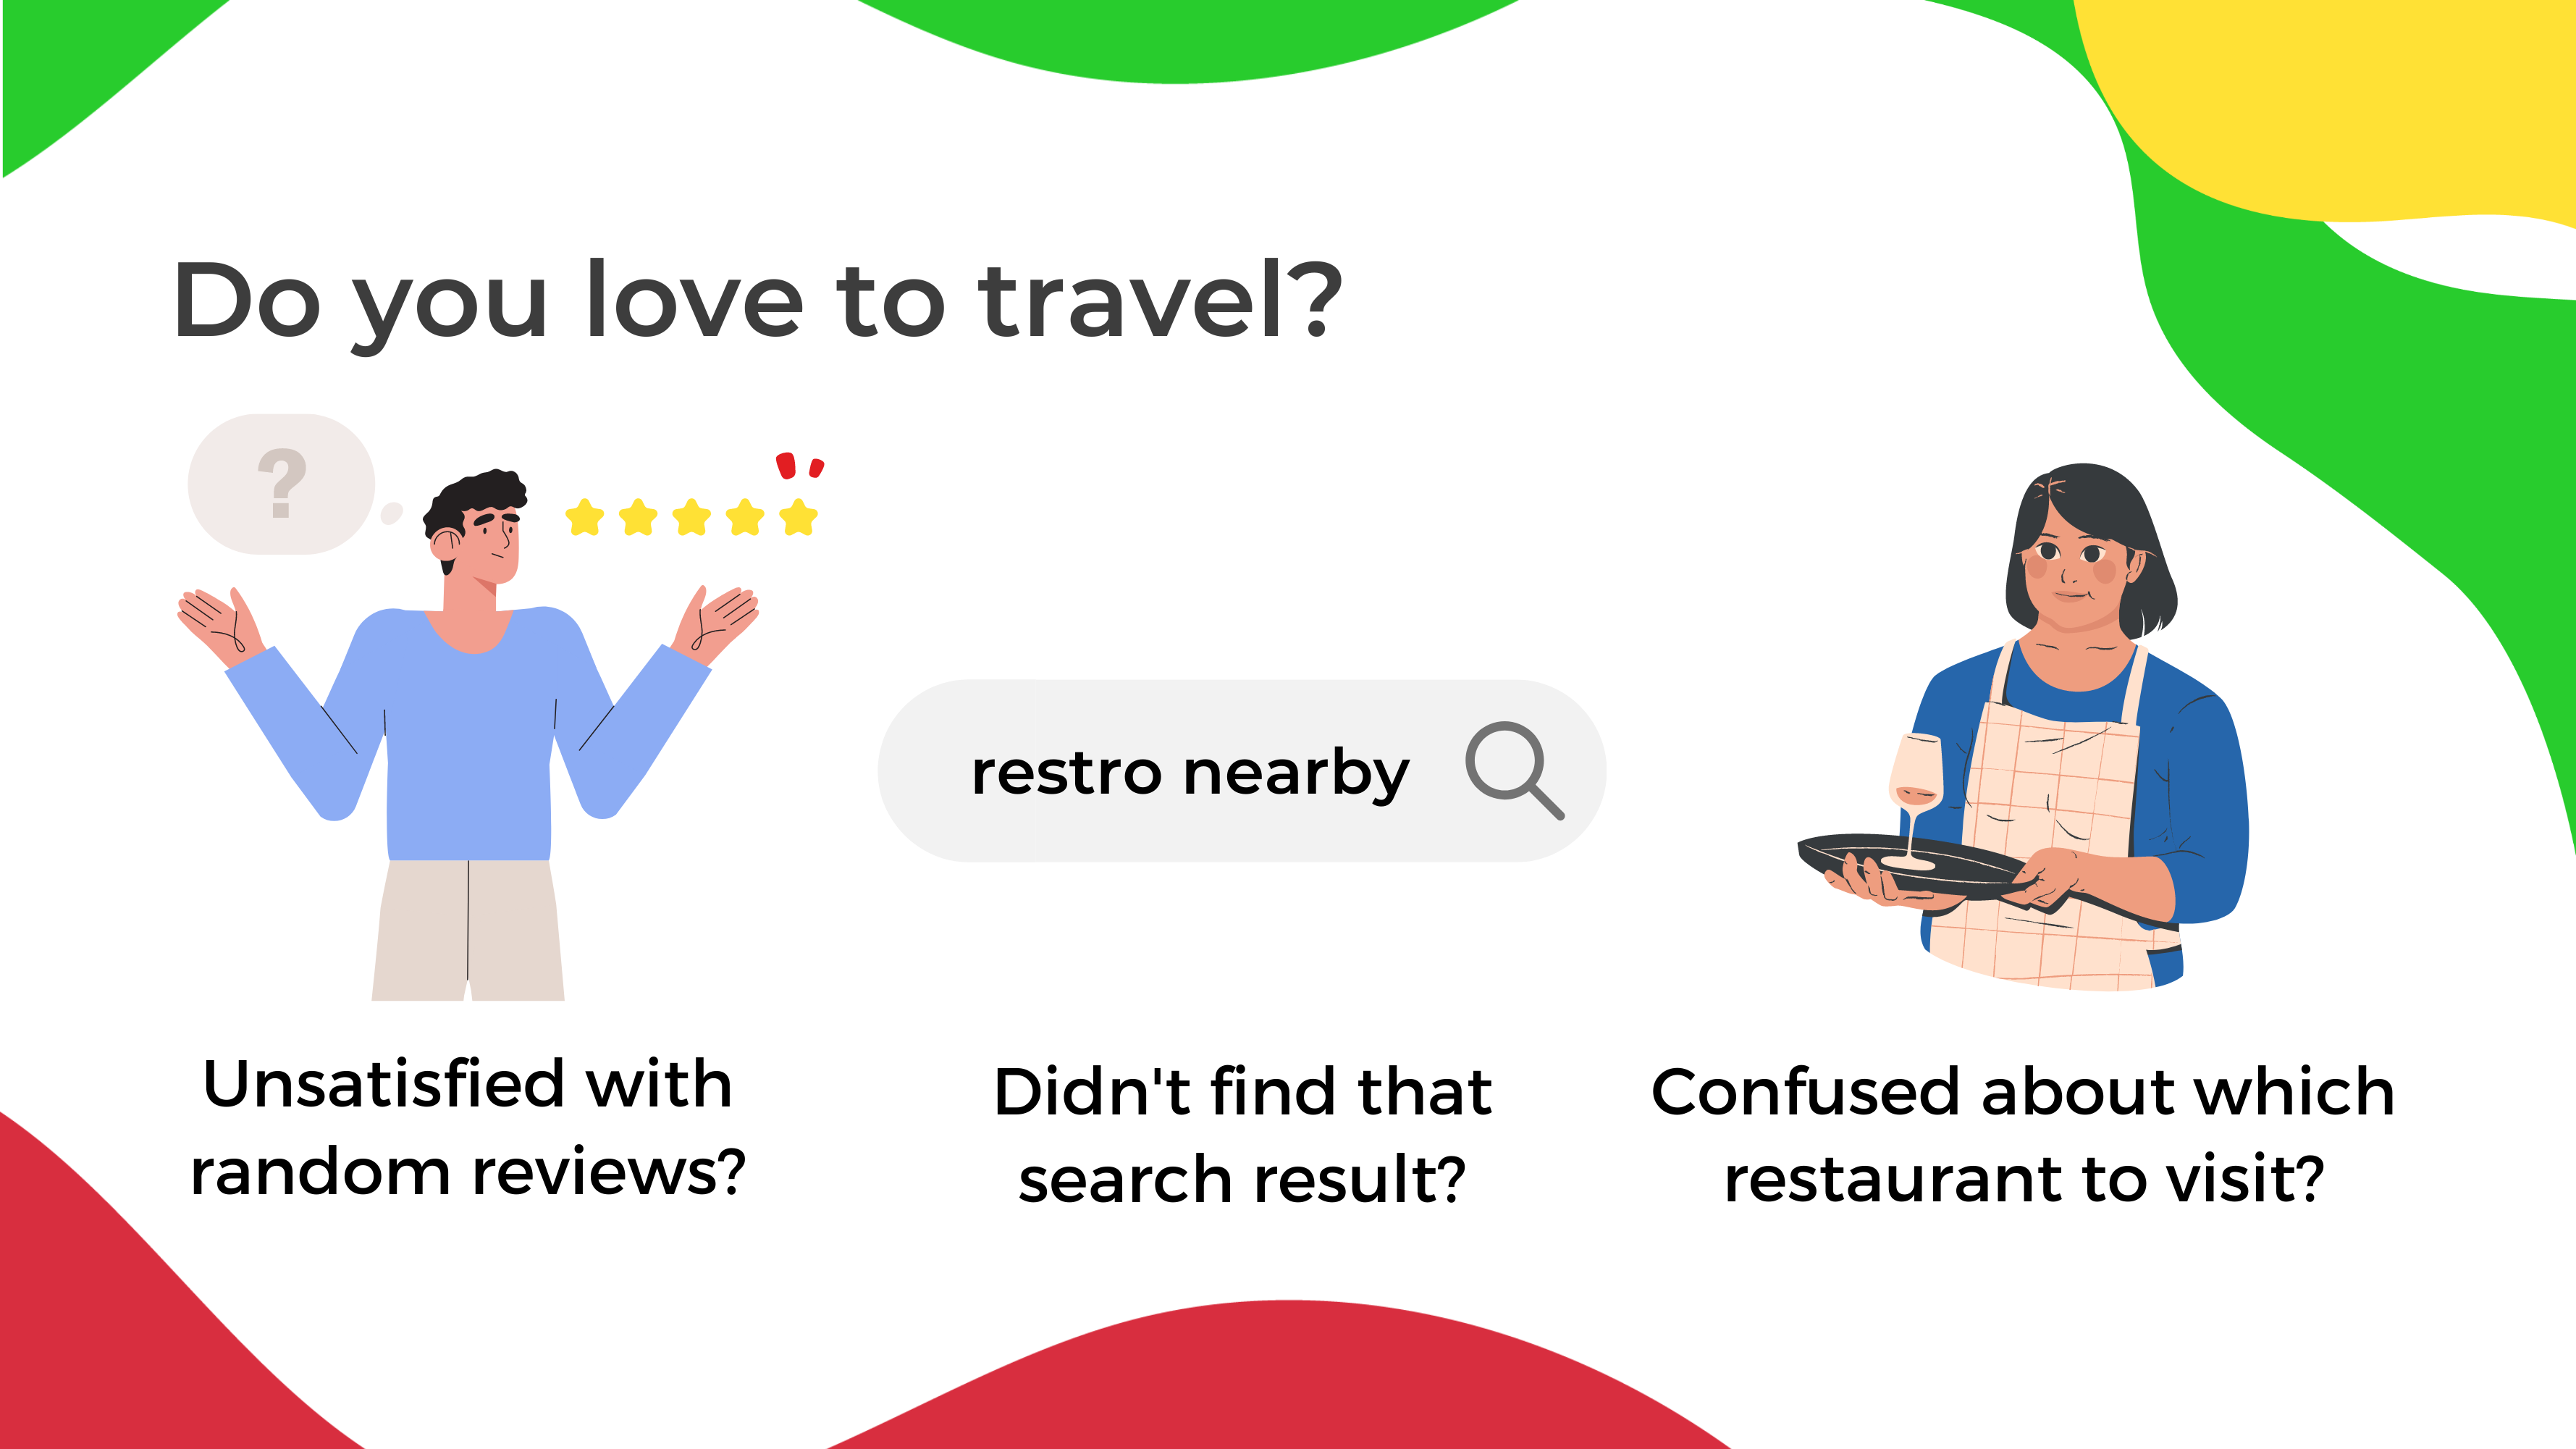 Do you love to travel?
?
restro nearby
Unsatisfied with
random reviews?
Didn't find that
search result?
Confused about which
restaurant to visit?